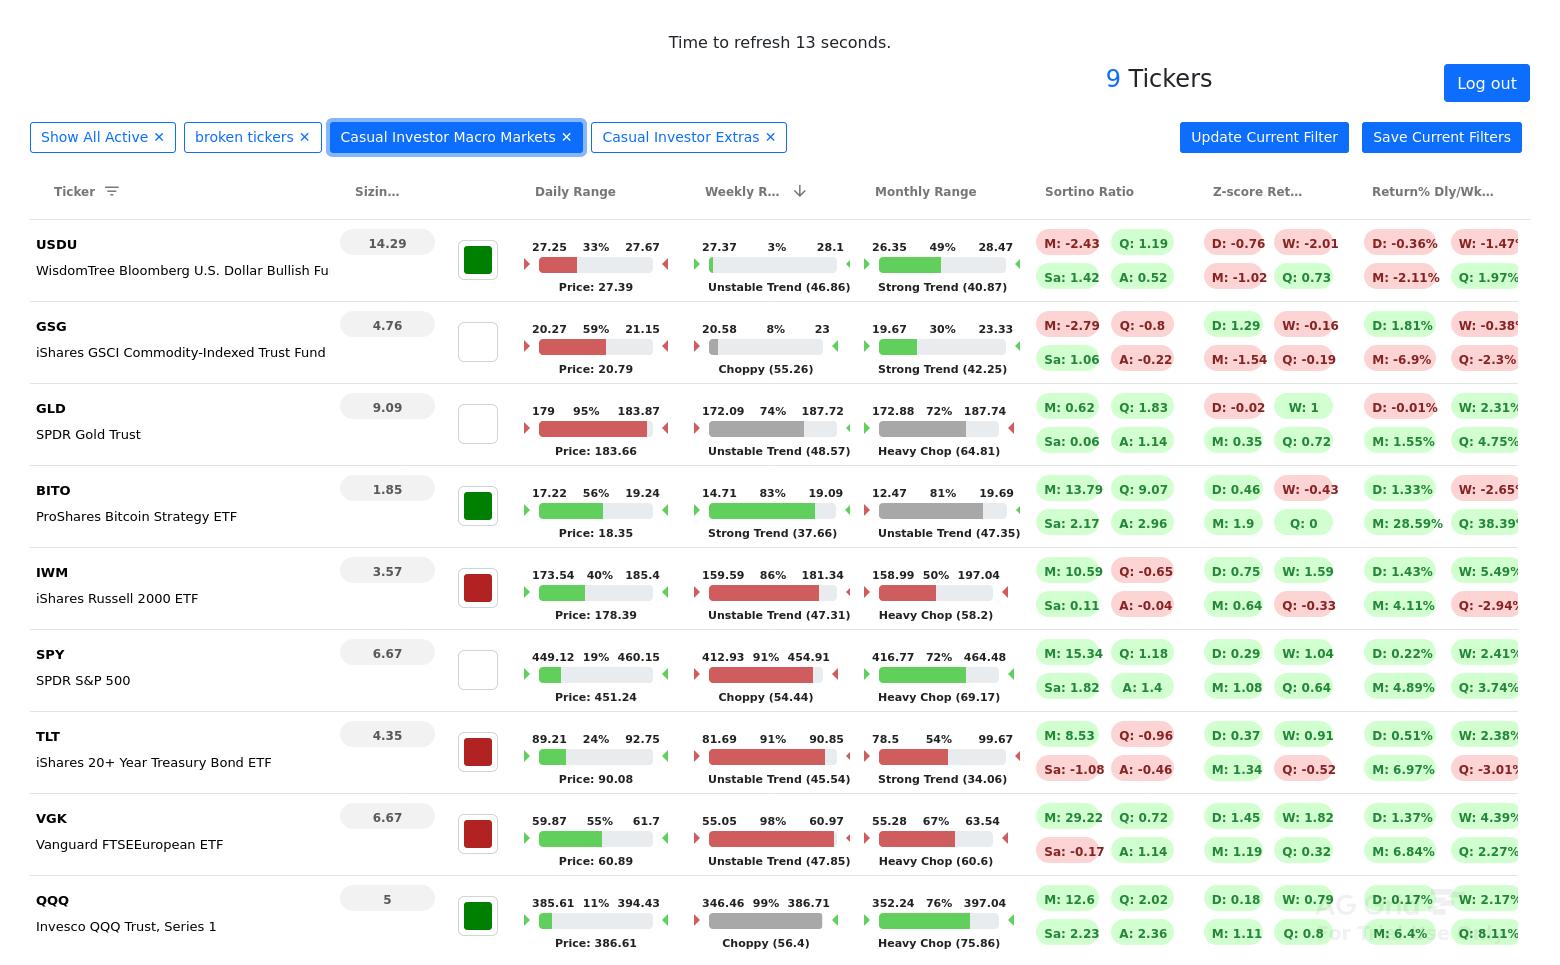 Time to refresh 13 seconds.
9 Tickers
Log out
Show All Active ✕ broken tickers ✕ Casual Investor Macro Markets ✕ Casual Investor Extras ✕ Update Current Filter Save Current Filters
Ticker Sizin... Daily Range Weekly R... Monthly Range Sortino Ratio Z-score Ret... Return% Dly/Wk...
USDU 14.29 27.25 33% 27.67 27.37 3% 28.1 26.35 49% 28.47 M: -2.43 Q: 1.19 D: -0.76 W: -2.01 D: -0.36% W: -1.47%
WisdomTree Bloomberg U.S. Dollar Bullish Fu Sa: 1.42 A: 0.52 M: -1.02 Q: 0.73 M: -2.11% Q: 1.97%
Price: 27.39 Unstable Trend (46.86) Strong Trend (40.87)
GSG 4.76 20.27 59% 21.15 20.58 8% 23 19.67 30% 23.33 M: -2.79 Q: -0.8 D: 1.29 W: -0.16 D: 1.81% W: -0.38%
iShares GSCI Commodity-Indexed Trust Fund Sa: 1.06 A: -0.22 M: -1.54 Q: -0.19 M: -6.9% Q: -2.3%
Price: 20.79 Choppy (55.26) Strong Trend (42.25)
GLD 9.09 179 95% 183.87 172.09 74% 187.72 172.88 72% 187.74 M: 0.62 Q: 1.83 D: -0.02 W: 1 D: -0.01% W: 2.31%
SPDR Gold Trust Sa: 0.06 A: 1.14 M: 0.35 Q: 0.72 M: 1.55% Q: 4.75%
Price: 183.66 Unstable Trend (48.57) Heavy Chop (64.81)
BITO 1.85 17.22 56% 19.24 14.71 83% 19.09 12.47 81% 19.69 M: 13.79 Q: 9.07 D: 0.46 W: -0.43 D: 1.33% W: -2.65%
ProShares Bitcoin Strategy ETF Sa: 2.17 A: 2.96 M: 1.9 Q: 0 M: 28.59% Q: 38.39%
Price: 18.35 Strong Trend (37.66) Unstable Trend (47.35)
IWM 3.57 173.54 40% 185.4 159.59 86% 181.34 158.99 50% 197.04 M: 10.59 Q: -0.65 D: 0.75 W: 1.59 D: 1.43% W: 5.49%
iShares Russell 2000 ETF Sa: 0.11 A: -0.04 M: 0.64 Q: -0.33 M: 4.11% Q: -2.94%
Price: 178.39 Unstable Trend (47.31) Heavy Chop (58.2)
SPY 6.67 449.12 19% 460.15 412.93 91% 454.91 416.77 72% 464.48 M: 15.34 Q: 1.18 D: 0.29 W: 1.04 D: 0.22% W: 2.41%
SPDR S&P 500 Sa: 1.82 A: 1.4 M: 1.08 Q: 0.64 M: 4.89% Q: 3.74%
Price: 451.24 Choppy (54.44) Heavy Chop (69.17)
TLT 4.35 89.21 24% 92.75 81.69 91% 90.85 78.5 54% 99.67 M: 8.53 Q: -0.96 D: 0.37 W: 0.91 D: 0.51% W: 2.38%
iShares 20+ Year Treasury Bond ETF Sa: -1.08 A: -0.46 M: 1.34 Q: -0.52 M: 6.97% Q: -3.01%
Price: 90.08 Unstable Trend (45.54) Strong Trend (34.06)
VGK 6.67 59.87 55% 61.7 55.05 98% 60.97 55.28 67% 63.54 M: 29.22 Q: 0.72 D: 1.45 W: 1.82 D: 1.37% W: 4.39%
Vanguard FTSEEuropean ETF Sa: -0.17 A: 1.14 M: 1.19 Q: 0.32 M: 6.84% Q: 2.27%
Price: 60.89 Unstable Trend (47.85) Heavy Chop (60.6)
QQQ 5 385.61 11% 394.43 346.46 99% 386.71 352.24 76% 397.04 M: 12.6 Q: 2.02 D: 0.18 W: 0.79 D: 0.17% W: 2.17%
Invesco QQQ Trust, Series 1 Sa: 2.23 A: 2.36 M: 1.11 Q: 0.8 M: 6.4% Q: 8.11%
Price: 386.61 Choppy (56.4) Heavy Chop (75.86)